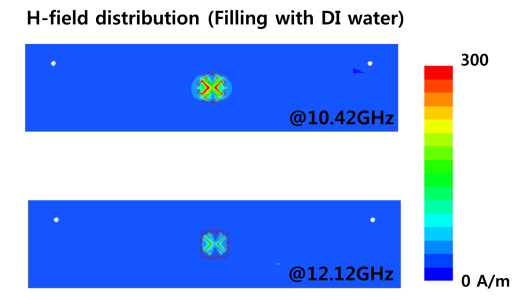 H-field distribution (Filling with DI water)
@10.42GHz
300
@12.12GHz
0 A/m